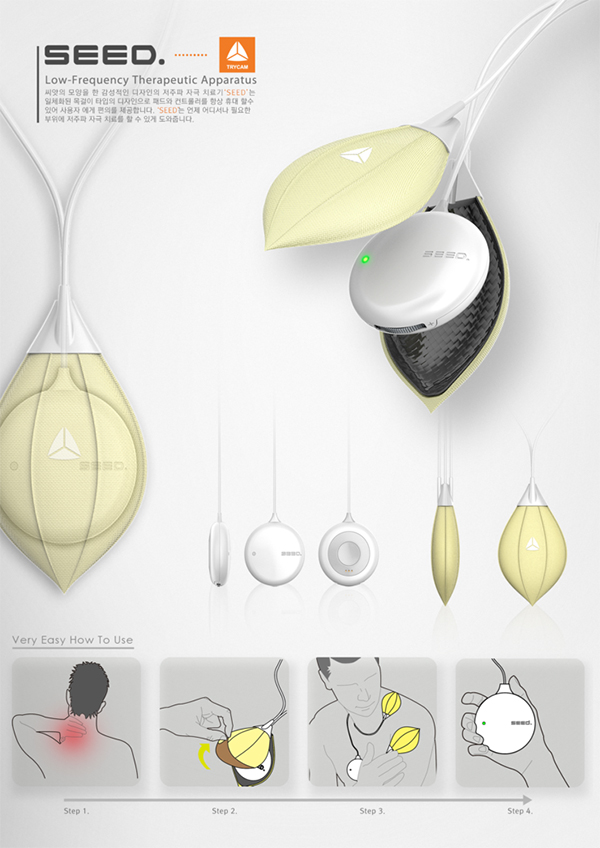 SEED.
TRYCAM
Low-Frequency Therapeutic Apparatus
씨앗의 모양을 한 감성적인 디자인의 저주파 자극 치료기 "SEED"는
일체화된 목걸이 타입의 디자인으로 패드와 컨트롤러를 항상 휴대 할수
있어 사용자 에게 편의를 제공합니다. "SEED"는 언제 어디서나 필요한
부위에 저주파 자극 치료를 할 수 있게 도와줍니다.
SEED.
SEED.
SEED.
Very Easy How To Use
SEED.
Step 1.
Step 2.
Step 3.
Step 4.